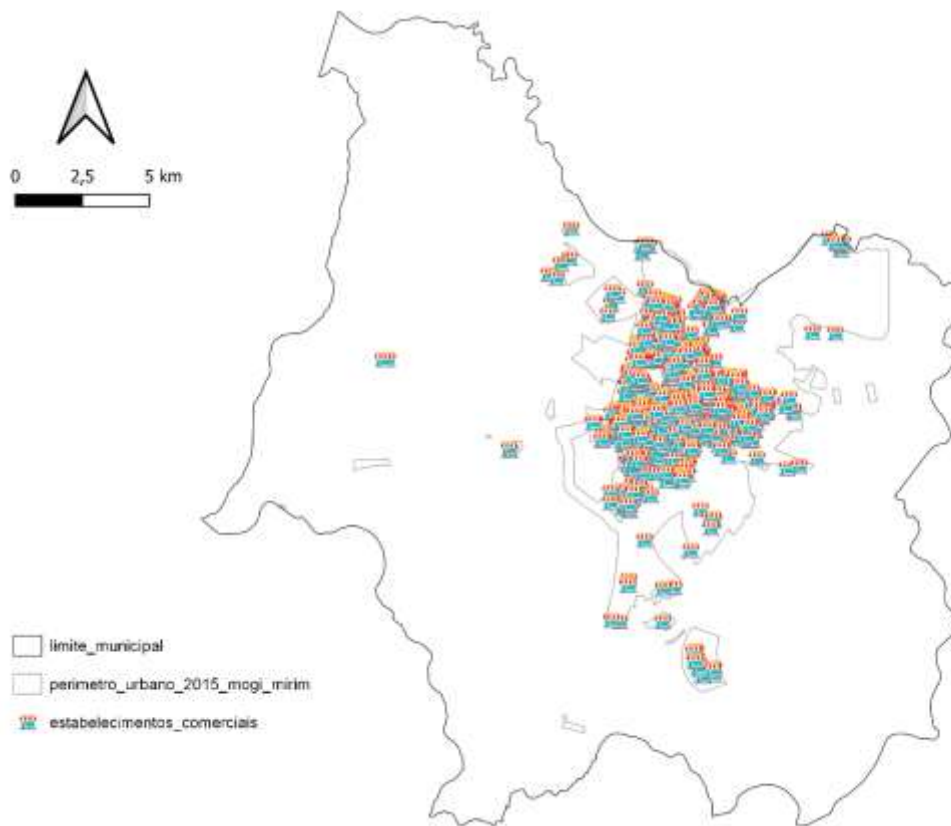 0 2,5 5 km
limite_municipal
perimetro_urbano_2015_mogi_mirim
estabelecimentos_comerciais